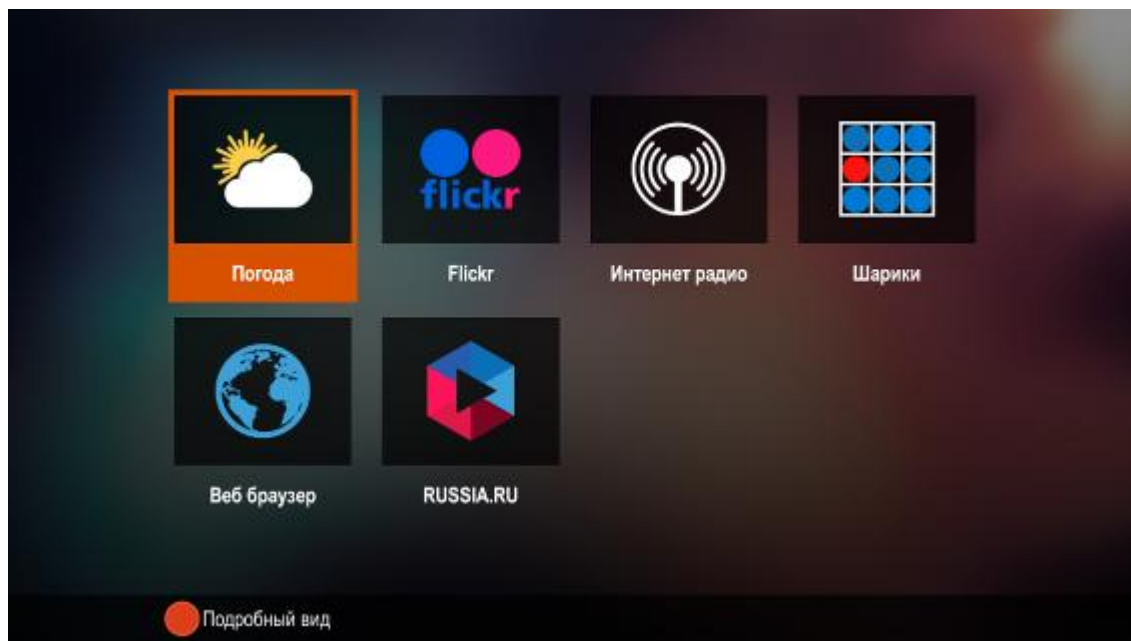 flickr
Погода
Flickr
Интернет радио
Шарики
Веб браузер
RUSSIA.RU
Подробный вид